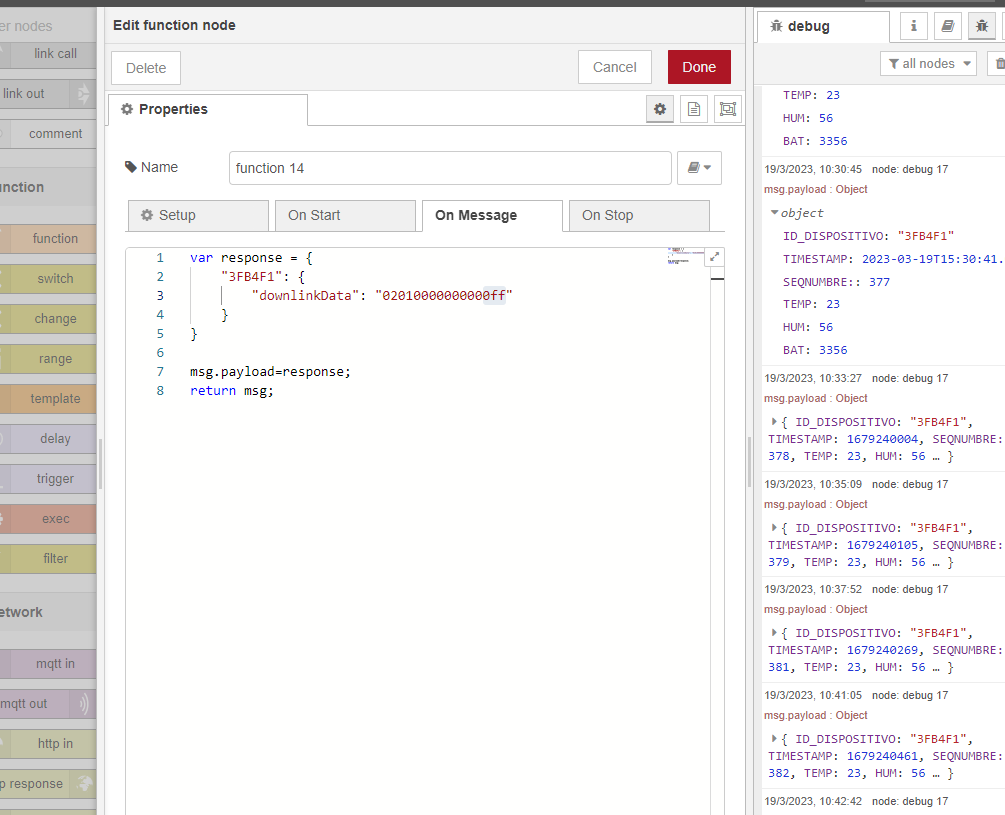 er nodes
link call
link out
comment
unction
function
switch
change
range
template
delay
trigger
exec
filter
etwork
mqtt in
mqtt out
http in
p response
Edit function node
Delete
Cancel
Done
Properties
Name
function 14
Setup
On Start
On Message
On Stop
1 var response = {
2 "3FB4F1": {
3 "downlinkData": "02010000000000ff"
4 }
5 }
6
7 msg.payload=response;
8 return msg;
debug
i
all nodes
TEMP: 23
HUM: 56
BAT: 3356
19/3/2023, 10:30:45 node: debug 17
msg.payload : Object
object
ID_DISPOSITIVO: "3FB4F1"
TIMESTAMP: 2023-03-19T15:30:41.
SEQNUMBRE:: 377
TEMP: 23
HUM: 56
BAT: 3356
19/3/2023, 10:33:27 node: debug 17
msg.payload : Object
{ ID_DISPOSITIVO: "3FB4F1",
TIMESTAMP: 1679240004, SEQNUMBRE:
378, TEMP: 23, HUM: 56 … }
19/3/2023, 10:35:09 node: debug 17
msg.payload : Object
{ ID_DISPOSITIVO: "3FB4F1",
TIMESTAMP: 1679240105, SEQNUMBRE:
379, TEMP: 23, HUM: 56 … }
19/3/2023, 10:37:52 node: debug 17
msg.payload : Object
{ ID_DISPOSITIVO: "3FB4F1",
TIMESTAMP: 1679240269, SEQNUMBRE:
381, TEMP: 23, HUM: 56 … }
19/3/2023, 10:41:05 node: debug 17
msg.payload : Object
{ ID_DISPOSITIVO: "3FB4F1",
TIMESTAMP: 1679240461, SEQNUMBRE:
382, TEMP: 23, HUM: 56 … }
19/3/2023, 10:42:42 node: debug 17